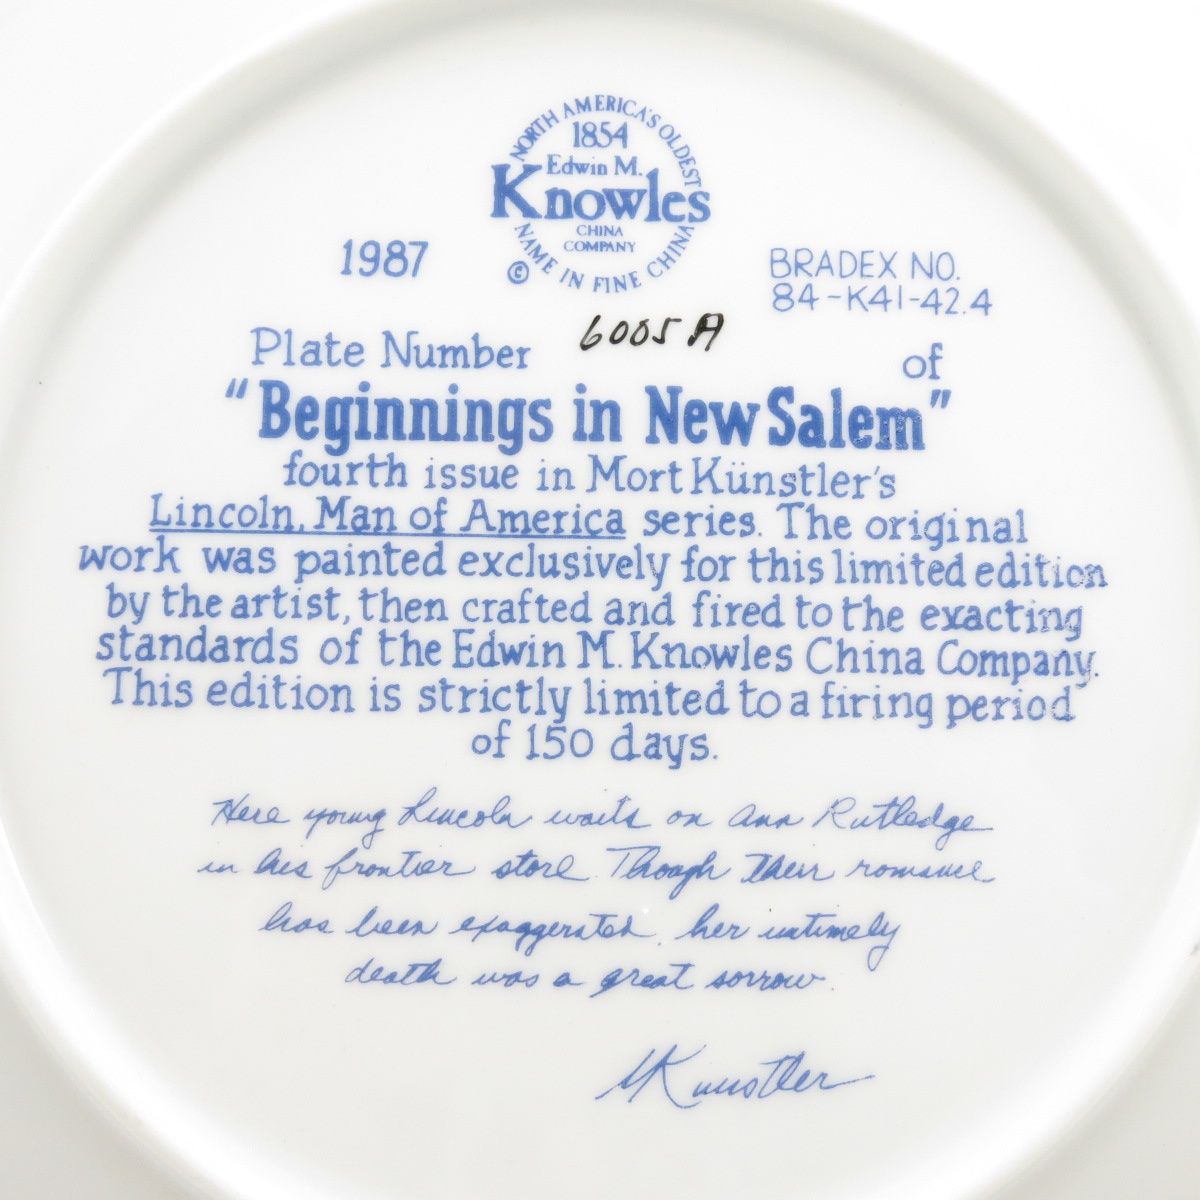 NORTH AMERICA'S OLDEST
1854
Edwin M.
Knowles
CHINA
COMPANY
NAME IN FINE CHINA
©
1987
BRADEX NO.
84-K41-42.4
Plate Number 6005A of
"Beginnings in New Salem"
fourth issue in Mort Künstler's
Lincoln, Man of America series. The original
work was painted exclusively for this limited edition
by the artist, then crafted and fired to the exacting
standards of the Edwin M. Knowles China Company.
This edition is strictly limited to a firing period
of 150 days.
Here young Lincoln waits on Ann Rutledge
in his frontier store. Though their romance
has been exaggerated, her untimely
death was a great sorrow.
MKunstler